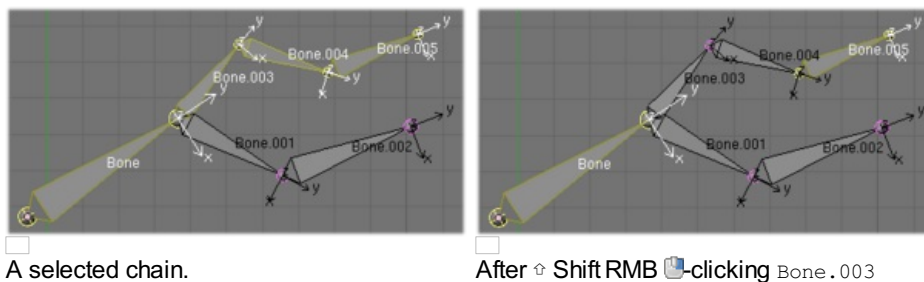 y
y
Bone.004
Bone.005
x
x
Bone.003
y
y
x
y
Bone.001
x
Bone.002
Bone
x
y
x
y
y
Bone.004
Bone.005
x
x
Bone.003
y
y
x
y
Bone.001
x
Bone.002
Bone
x
y
x
A selected chain.
After ⇧ Shift RMB -clicking Bone.003